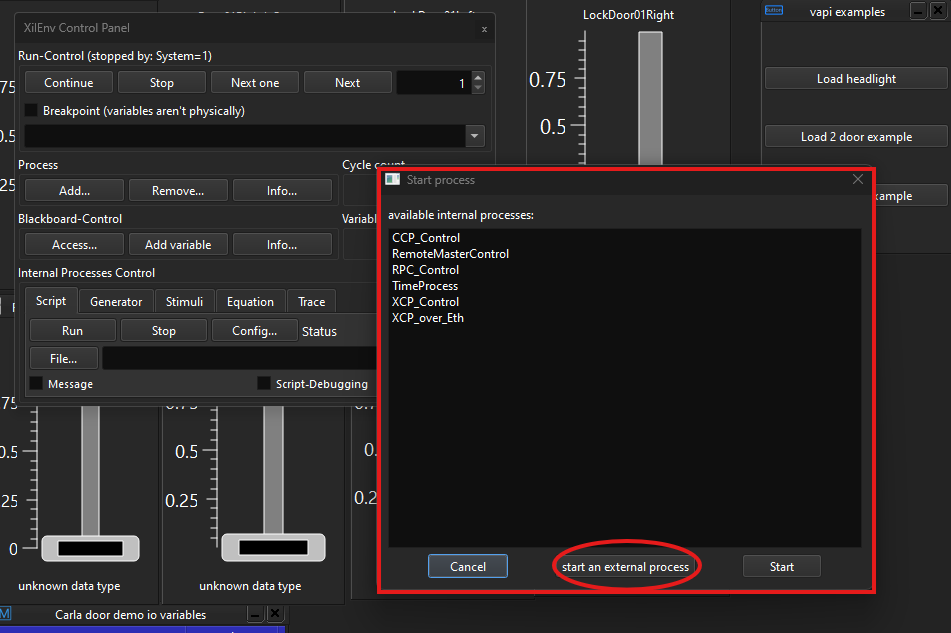 LockDoor01Right
vapi examples
XilEnv Control Panel
x
Run-Control (stopped by: System=1)
Continue
Stop
Next one
Next
1
Breakpoint (variables aren't physically)
Process
Cycle count
Add...
Remove...
Info...
Blackboard-Control
Variabl
Access...
Add variable
Info...
Internal Processes Control
Script
Generator
Stimuli
Equation
Trace
Run
Stop
Config...
Status
File...
Message
Script-Debugging
0.75
0.5
Load headlight
Load 2 door example
ample
Start process
available internal processes:
CCP_Control
RemoteMasterControl
RPC_Control
TimeProcess
XCP_Control
XCP_over_Eth
Cancel
start an external process
Start
0.5
0.25
0
unknown data type
0.5
0.25
unknown data type
0.
0.2
Carla door demo io variables